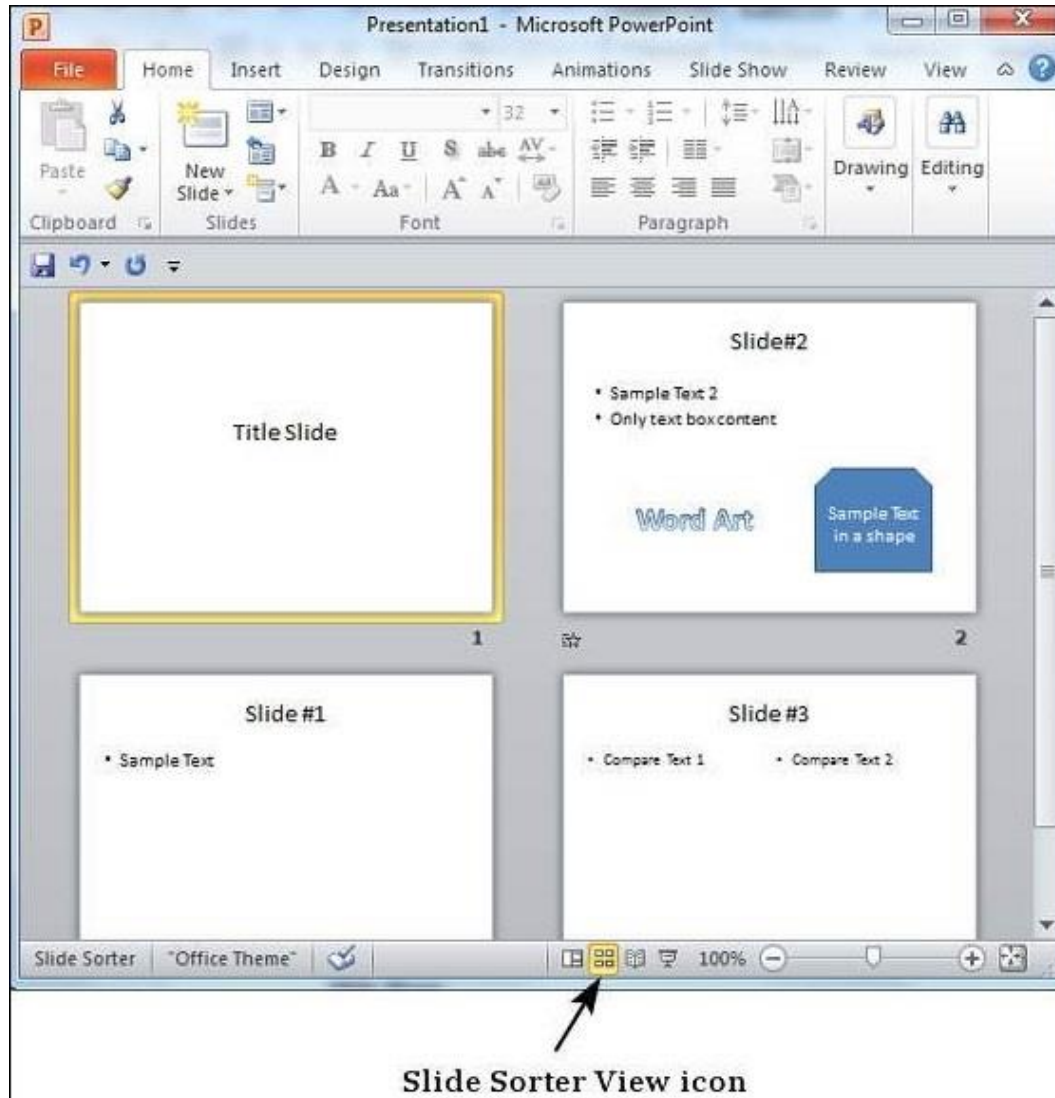 Presentation1 - Microsoft PowerPoint
File Home Insert Design Transitions Animations Slide Show Review View
32
Paste
New
Slide
B I U S abc AV
A Aa A A
Drawing
Editing
Clipboard Slides Font Paragraph
Title Slide
1
Slide#2
• Sample Text 2
• Only text box content
Word Art
Sample Text
in a shape
2
Slide #1
• Sample Text
Slide #3
• Compare Text 1 • Compare Text 2
Slide Sorter "Office Theme" 100%
Slide Sorter View icon